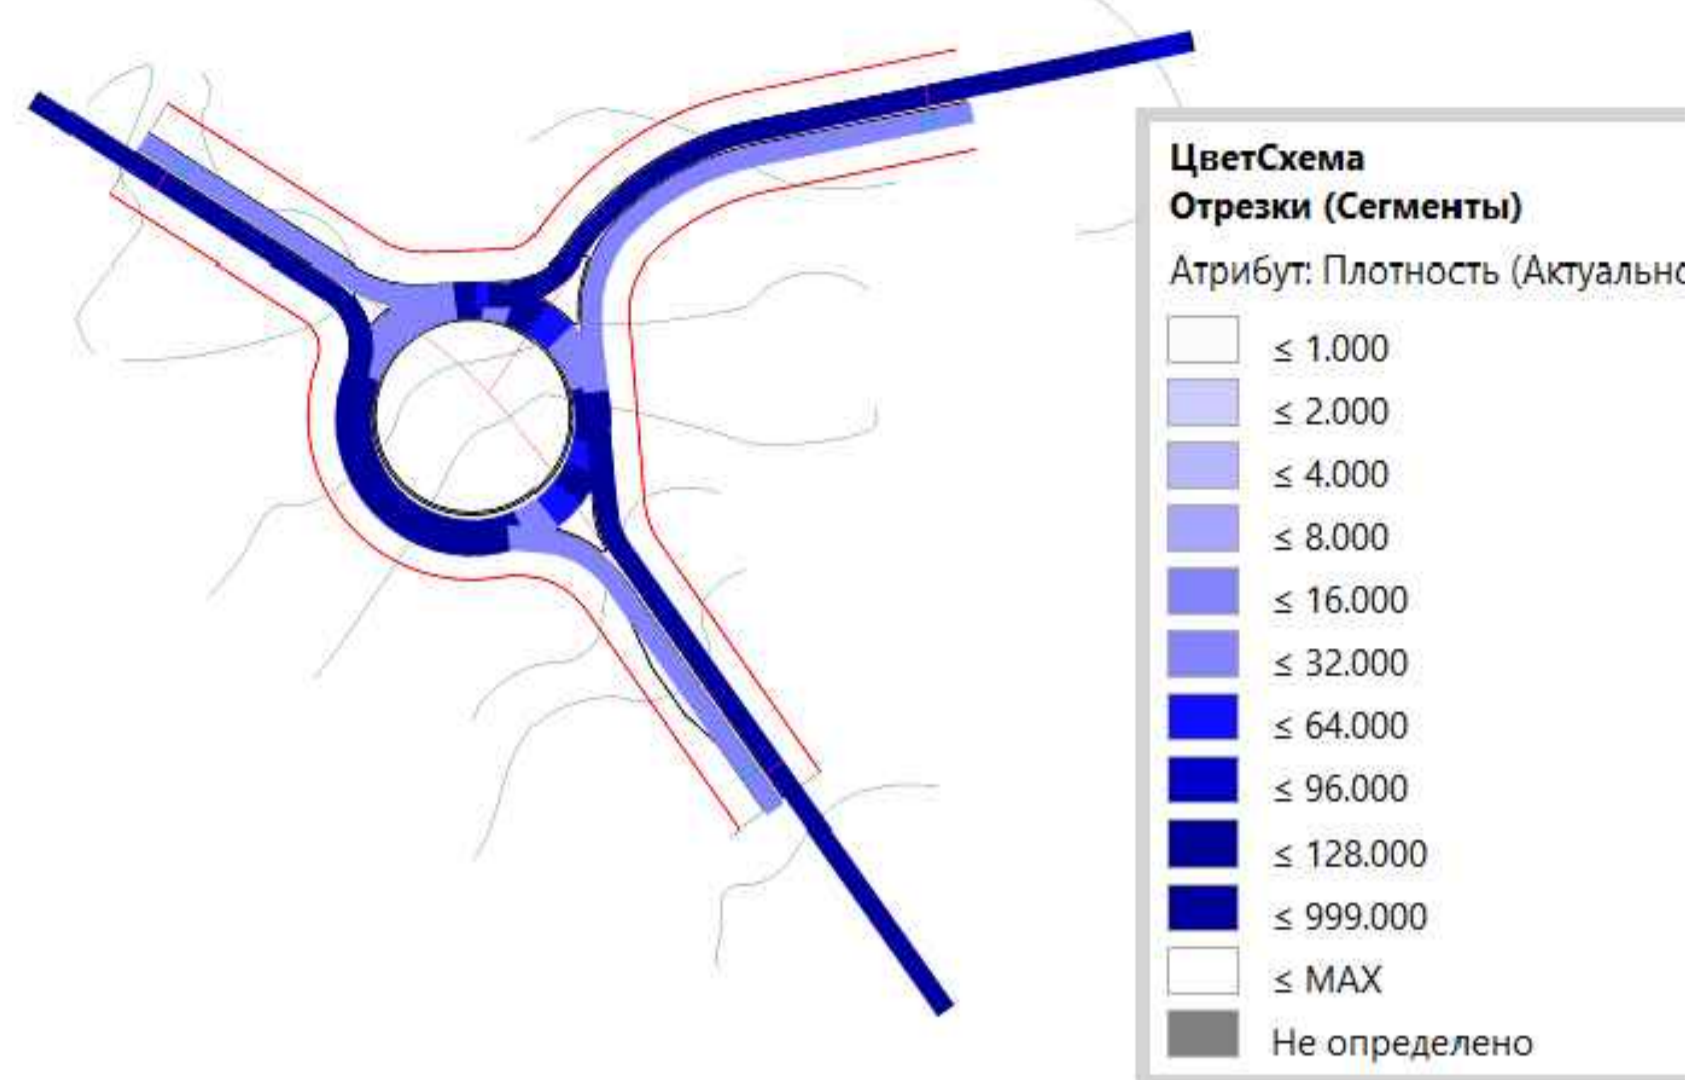 ЦветСхема
Отрезки (Сегменты)
Атрибут: Плотность (Актуально
≤ 1.000
≤ 2.000
≤ 4.000
≤ 8.000
≤ 16.000
≤ 32.000
≤ 64.000
≤ 96.000
≤ 128.000
≤ 999.000
≤ MAX
Не определено